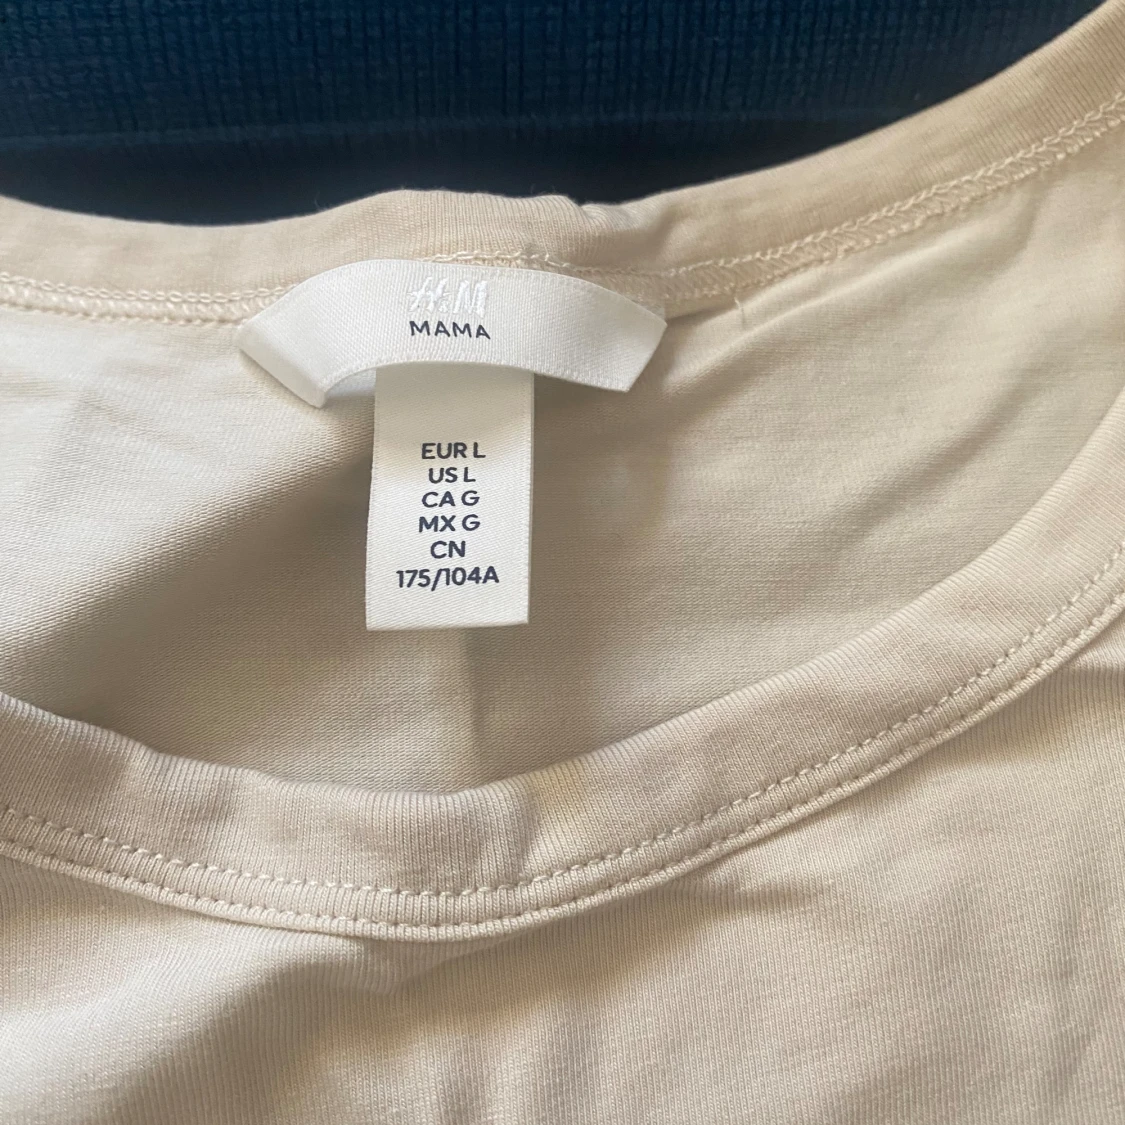 H&M
MAMA
EUR L
US L
CA G
MX G
CN
175/104A